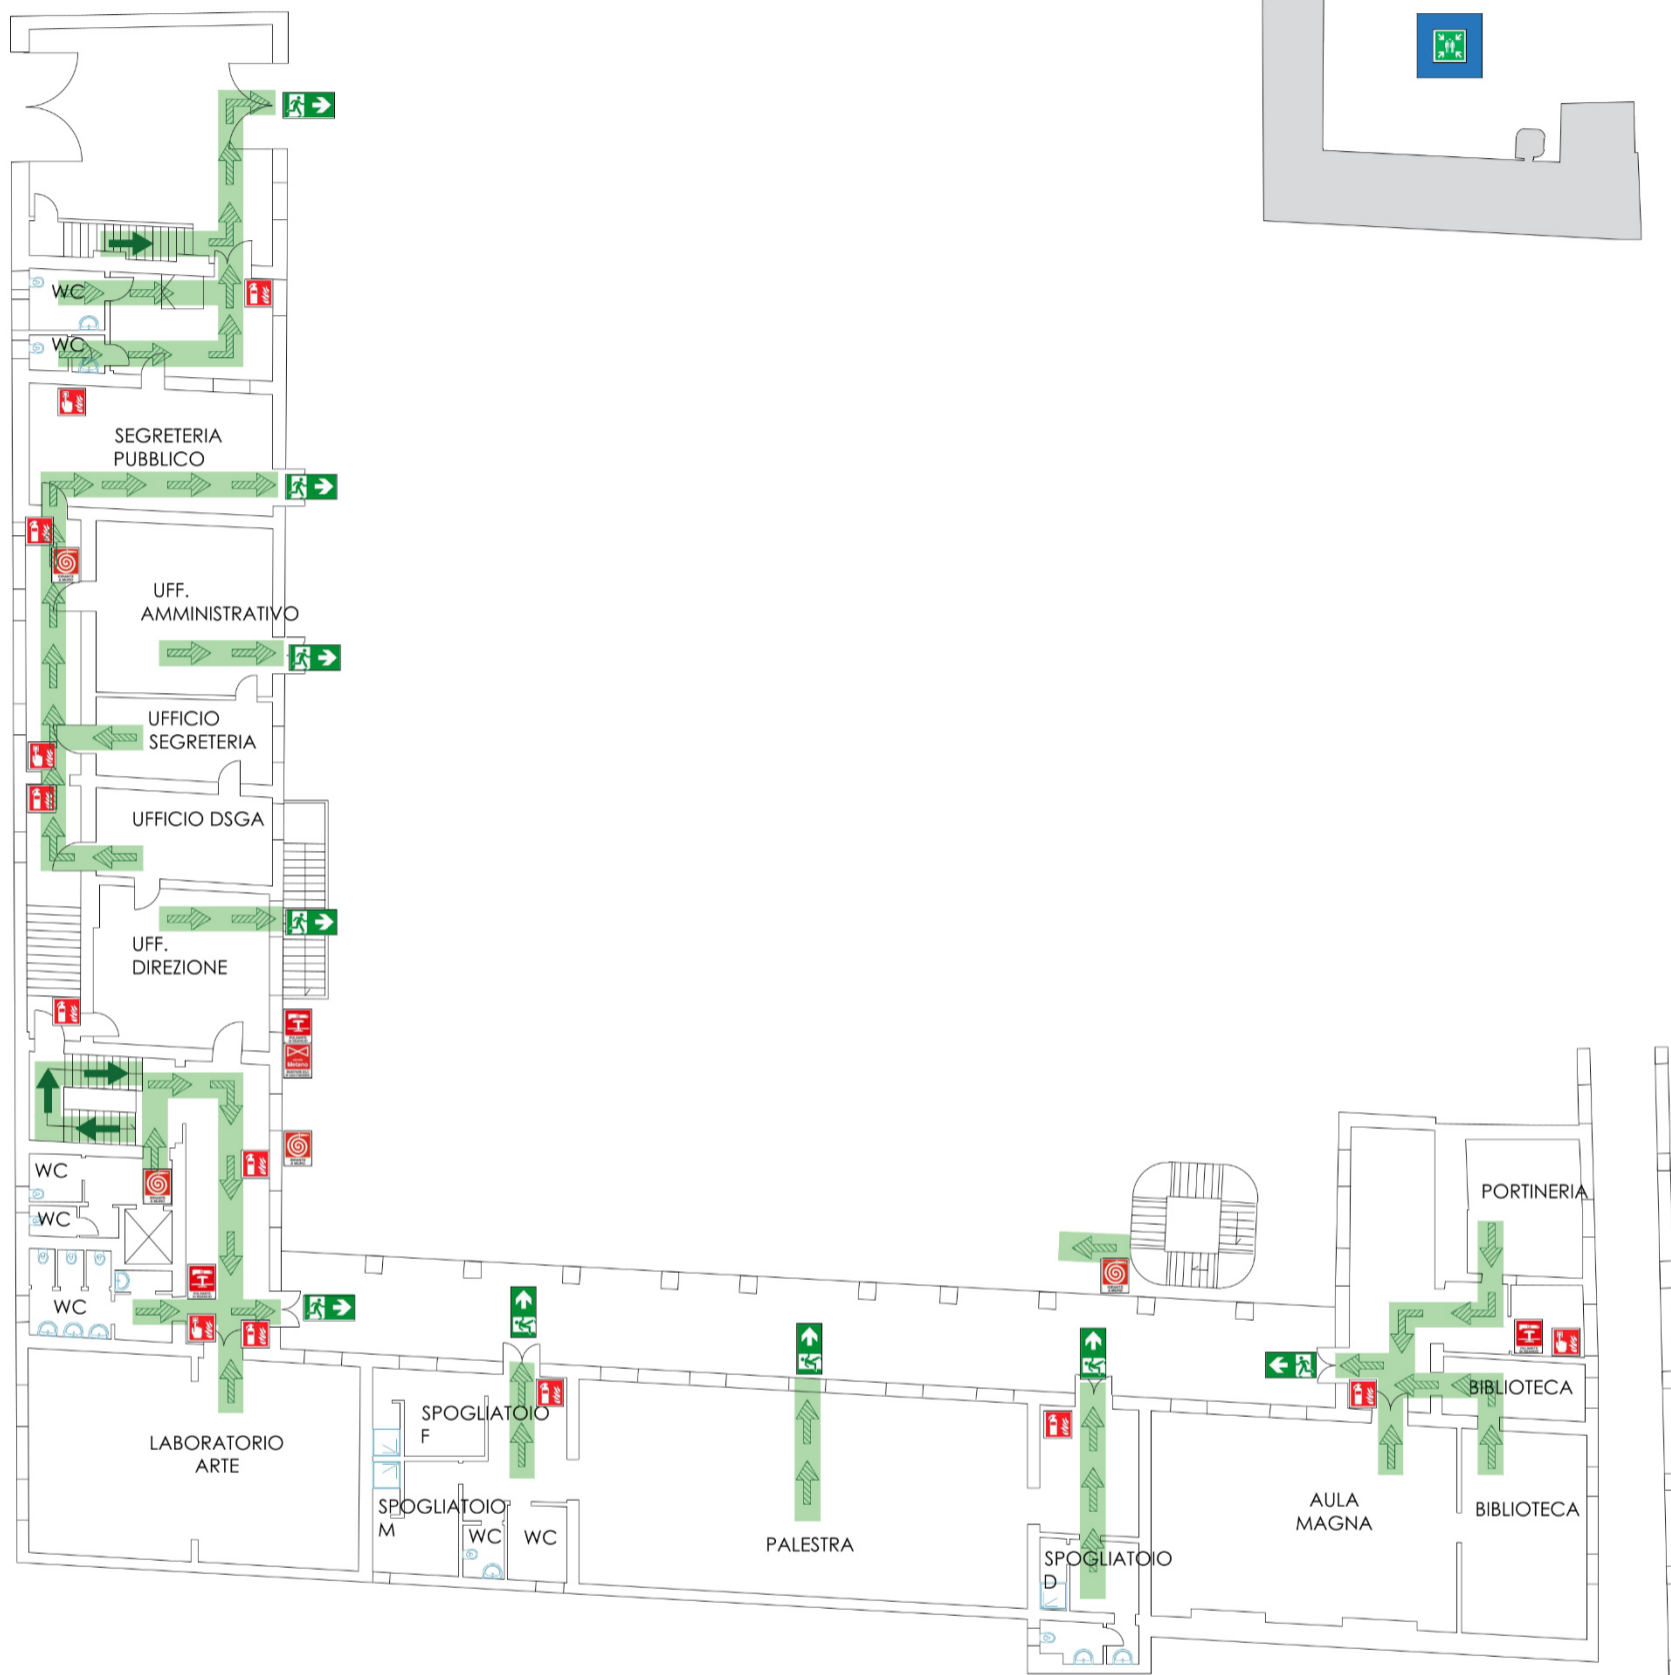 WC
WC
SEGRETERIA
PUBBLICO
UFF.
AMMINISTRATIVO
UFFICIO
SEGRETERIA
UFFICIO DSGA
UFF.
DIREZIONE
Metano
WC
WC
WC
PORTINERIA
BIBLIOTECA
SPOGLIATOIO
F
LABORATORIO
ARTE
SPOGLIATOIO
M
WC
WC
PALESTRA
SPOGLIATOIO
D
AULA
MAGNA
BIBLIOTECA